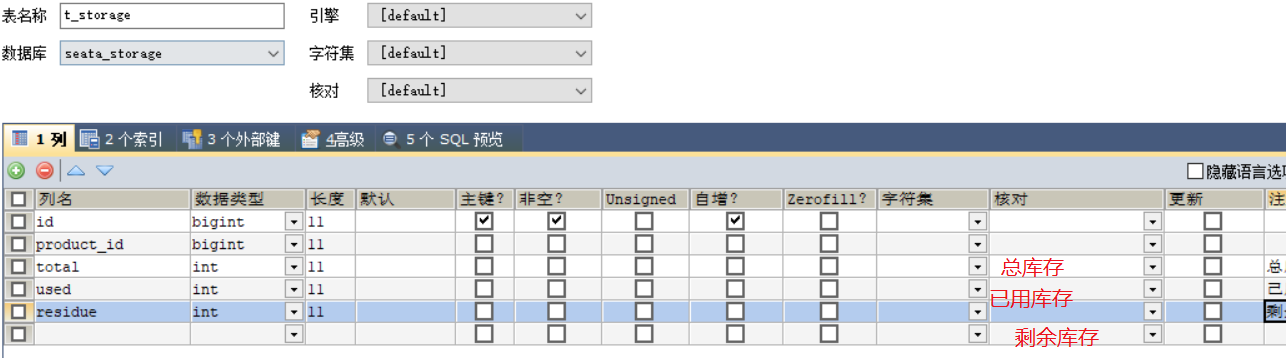 表名称 t_storage 引擎 [default]
数据库 seata_storage 字符集 [default]
核对 [default]
1 列 2 个索引 3 个外部键 4高级 5 个 SQL 预览
隐藏语言选项
列名 数据类型 长度 默认 主键? 非空? Unsigned 自增? Zerofill? 字符集 核对 更新 注
id bigint 11
product_id bigint 11
total int 11 总库存 总
used int 11 已用库存 已
residue int 11 剩余库存 剩